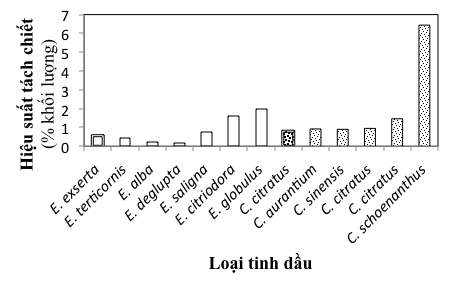 Hiệu suất tách chiết
(% khối lượng)
7
6
5
4
3
2
1
0
E. exserta
E. terticornis
E. alba
E. deglupta
E. saligna
E. citriodora
E. globulus
C. citratus
C. aurantium
C. sinensis
C. citratus
C. citratus
C. schoenanthus
Loại tinh dầu